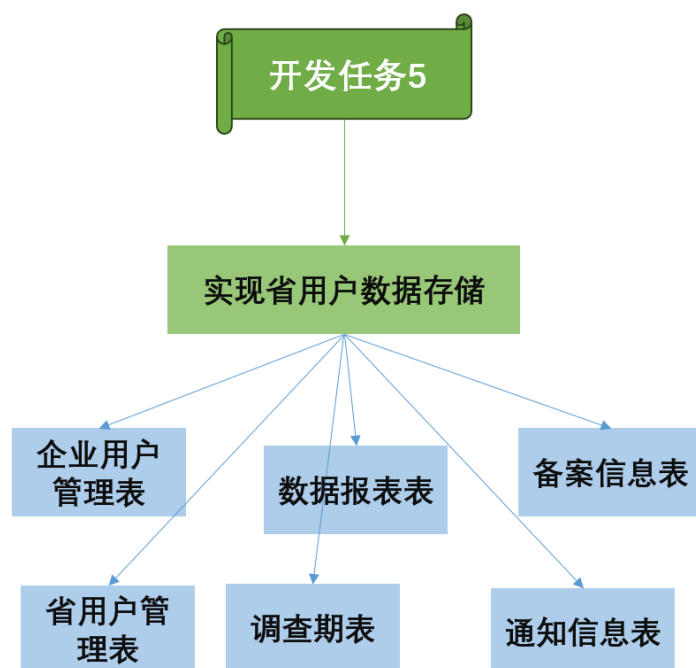 开发任务5
实现省用户数据存储
企业用户
管理表
数据报表表
备案信息表
省用户管
理表
调查期表
通知信息表